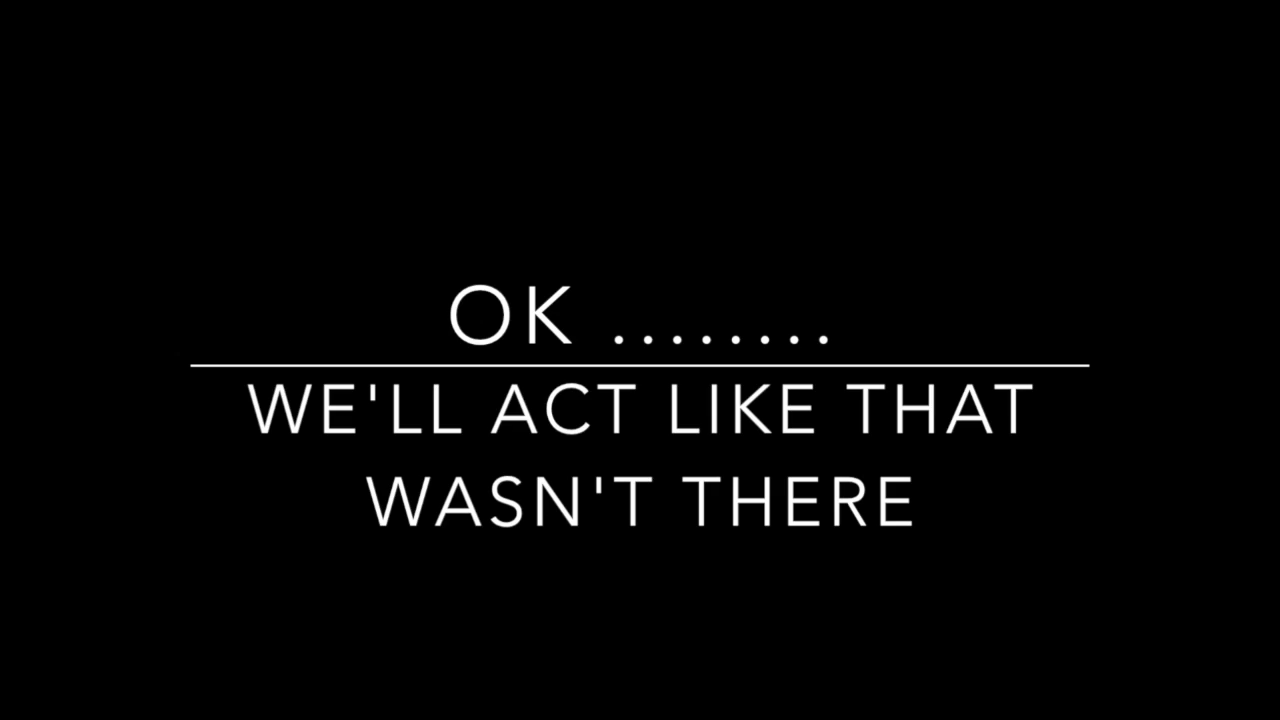 OK ........
WE'LL ACT LIKE THAT
WASN'T THERE